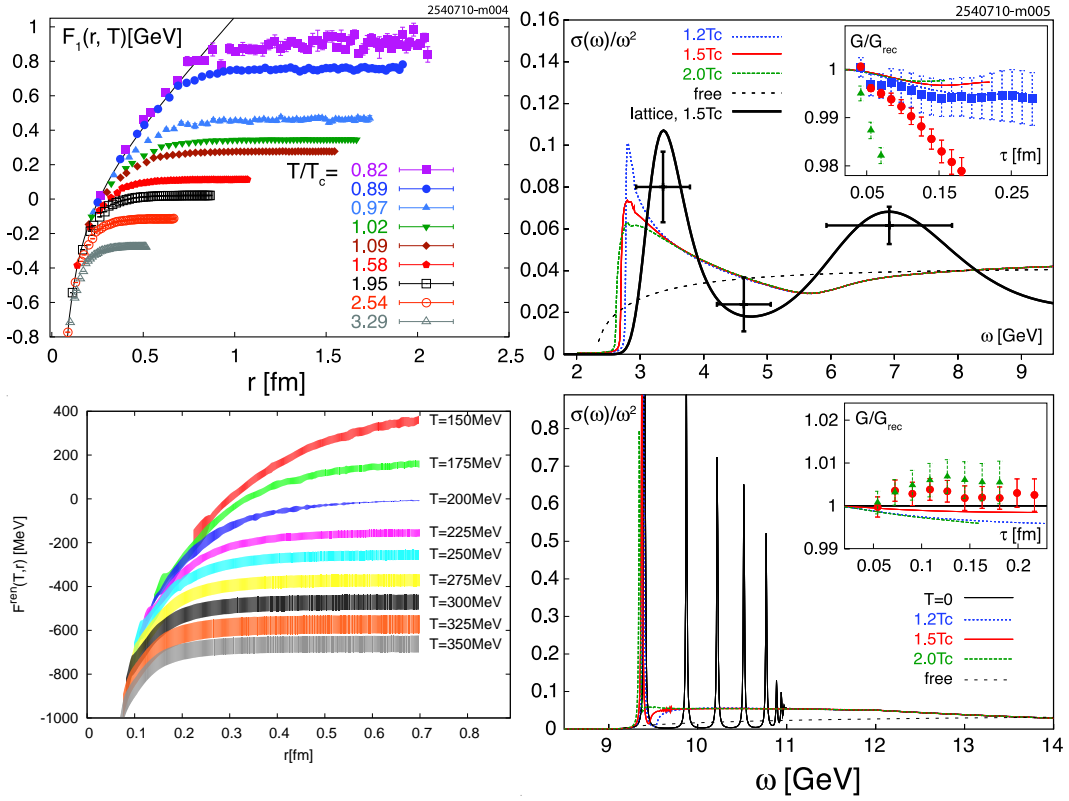 2540710-m004
F₁(r, T)[GeV]
1
0.8
0.6
0.4
0.2
0
-0.2
-0.4
-0.6
0.8
T/Tc=
0.82
0.89
0.97
1.02
1.09
1.58
1.95
2.54
3.29
0 0.5 1 1.5 2 2.5
r [fm]
2540710-m005
σ(ω)/ω²
0.16
0.14
0.12
0.1
0.08
0.06
0.04
0.02
0
1.2Tc
1.5Tc
2.0Tc
free
lattice, 1.5Tc
G/Grec
1
0.99
0.98
τ [fm]
0.05 0.15 0.25
ω [GeV]
2 3 4 5 6 7 8 9
400
200
0
-200
-400
-600
-800
-1000
Fʳᵉⁿ(T,r) [MeV]
T=150MeV
T=175MeV
T=200MeV
T=225MeV
T=250MeV
T=275MeV
T=300MeV
T=325MeV
T=350MeV
0 0.1 0.2 0.3 0.4 0.5 0.6 0.7 0.8
r[fm]
σ(ω)/ω²
0.8
0.7
0.6
0.5
0.4
0.3
0.2
0.1
0
G/Grec
1.02
1.01
1
0.99
τ [fm]
0.05 0.1 0.15 0.2
T=0
1.2Tc
1.5Tc
2.0Tc
free
9 10 11 12 13 14
ω [GeV]